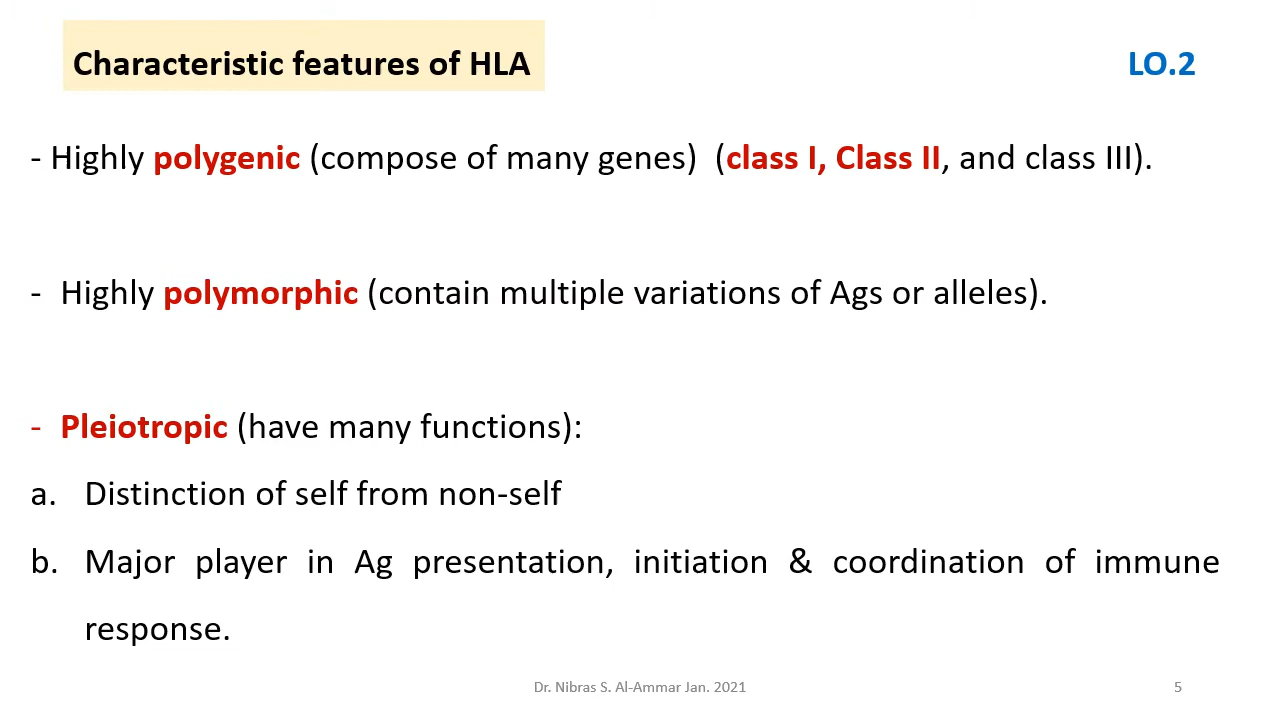 Characteristic features of HLA
LO.2
- Highly polygenic (compose of many genes)  (class I, Class II, and class III).
- Highly polymorphic (contain multiple variations of Ags or alleles).
- Pleiotropic (have many functions):
a. Distinction of self from non-self
b. Major player in Ag presentation, initiation & coordination of immune
response.
Dr. Nibras S. Al-Ammar Jan. 2021
5